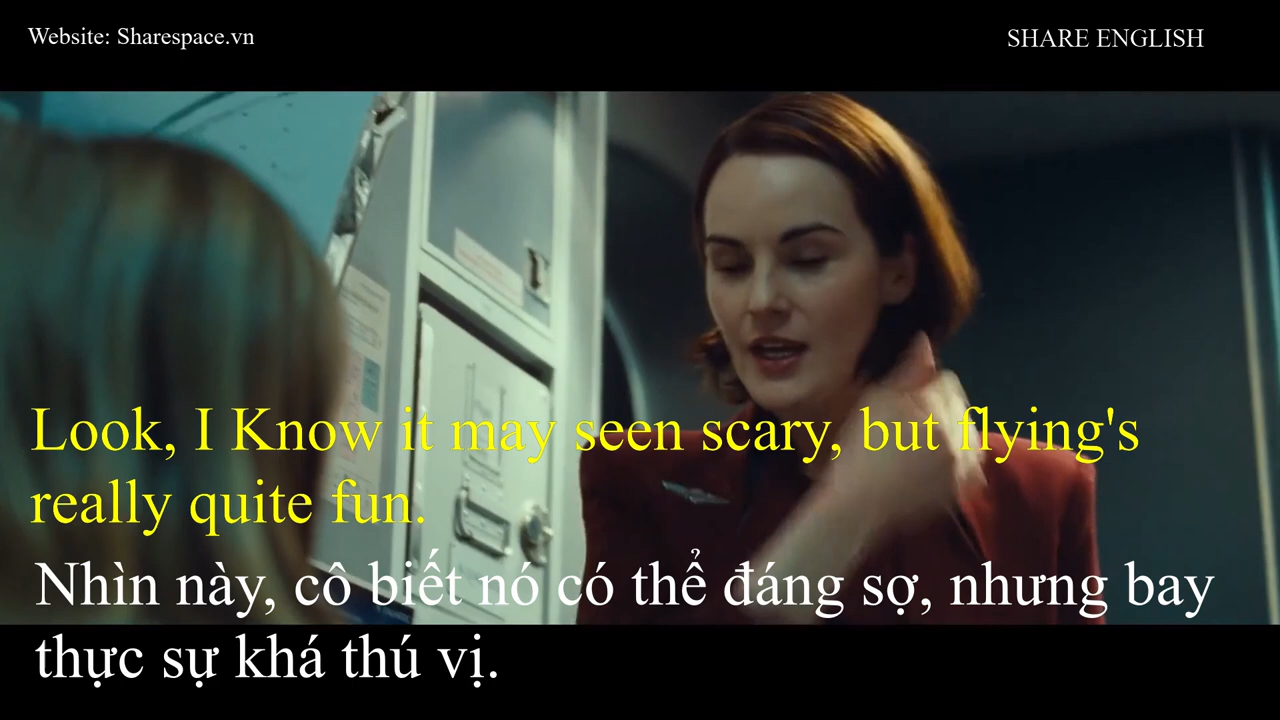 Website: Sharespace.vn
SHARE ENGLISH
Look, I Know it may seen scary, but flying's
really quite fun.
Nhìn này, cô biết nó có thể đáng sợ, nhưng bay
thực sự khá thú vị.